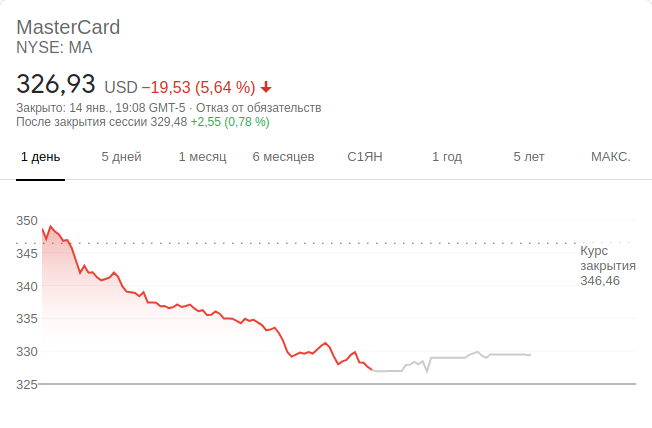 MasterCard
NYSE: MA
326,93 USD −19,53 (5,64 %)
Закрыто: 14 янв., 19:08 GMT-5 · Отказ от обязательств
После закрытия сессии 329,48 +2,55 (0,78 %)
1 день 5 дней 1 месяц 6 месяцев С1ЯН 1 год 5 лет МАКС.
350
345
340
335
330
325
Курс
закрытия
346,46